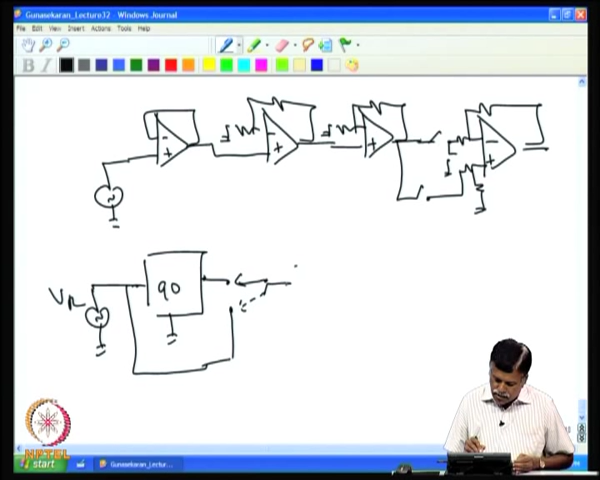 Gunasekaran_Lecture32 - Windows Journal
File Edit View Insert Actions Tools Help
B I
- + - + - + - +
VR
90
NPTEL
start
Gunasekaran_Lectur...